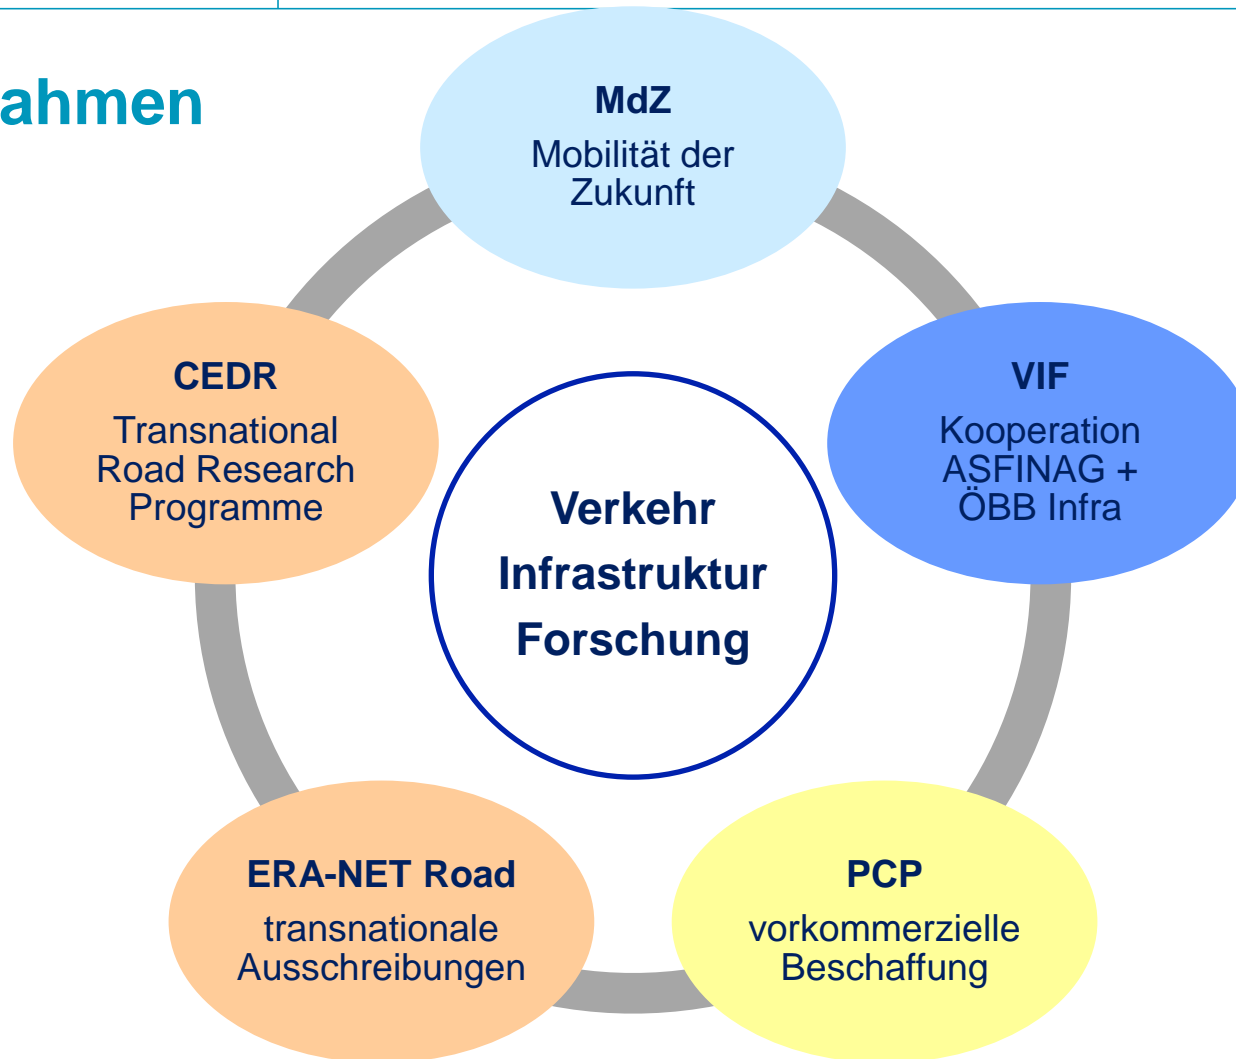 ahmen
MdZ
Mobilität der
Zukunft
CEDR
Transnational
Road Research
Programme
VIF
Kooperation
ASFINAG +
ÖBB Infra
Verkehr
Infrastruktur
Forschung
ERA-NET Road
transnationale
Ausschreibungen
PCP
vorkommerzielle
Beschaffung